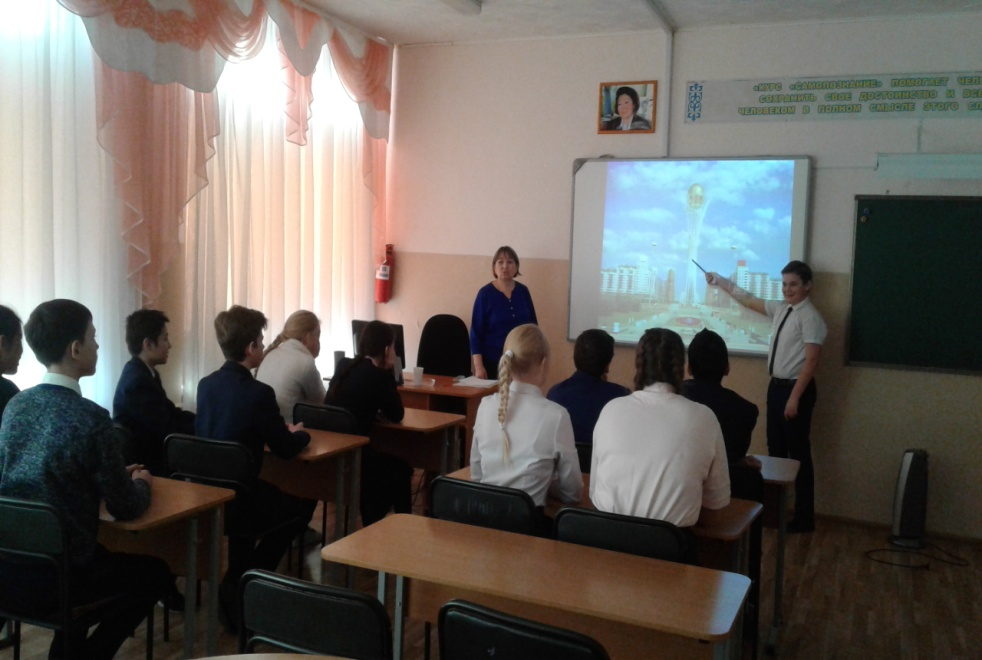 «КУРС «САМОПОЗНАНИЕ» ПОМОГАЕТ
СОХРАНИТЬ СВОЕ ДОСТОИНСТВО И
ЧЕЛОВЕКОМ В ПОЛНОМ СМЫСЛЕ ЭТОГО